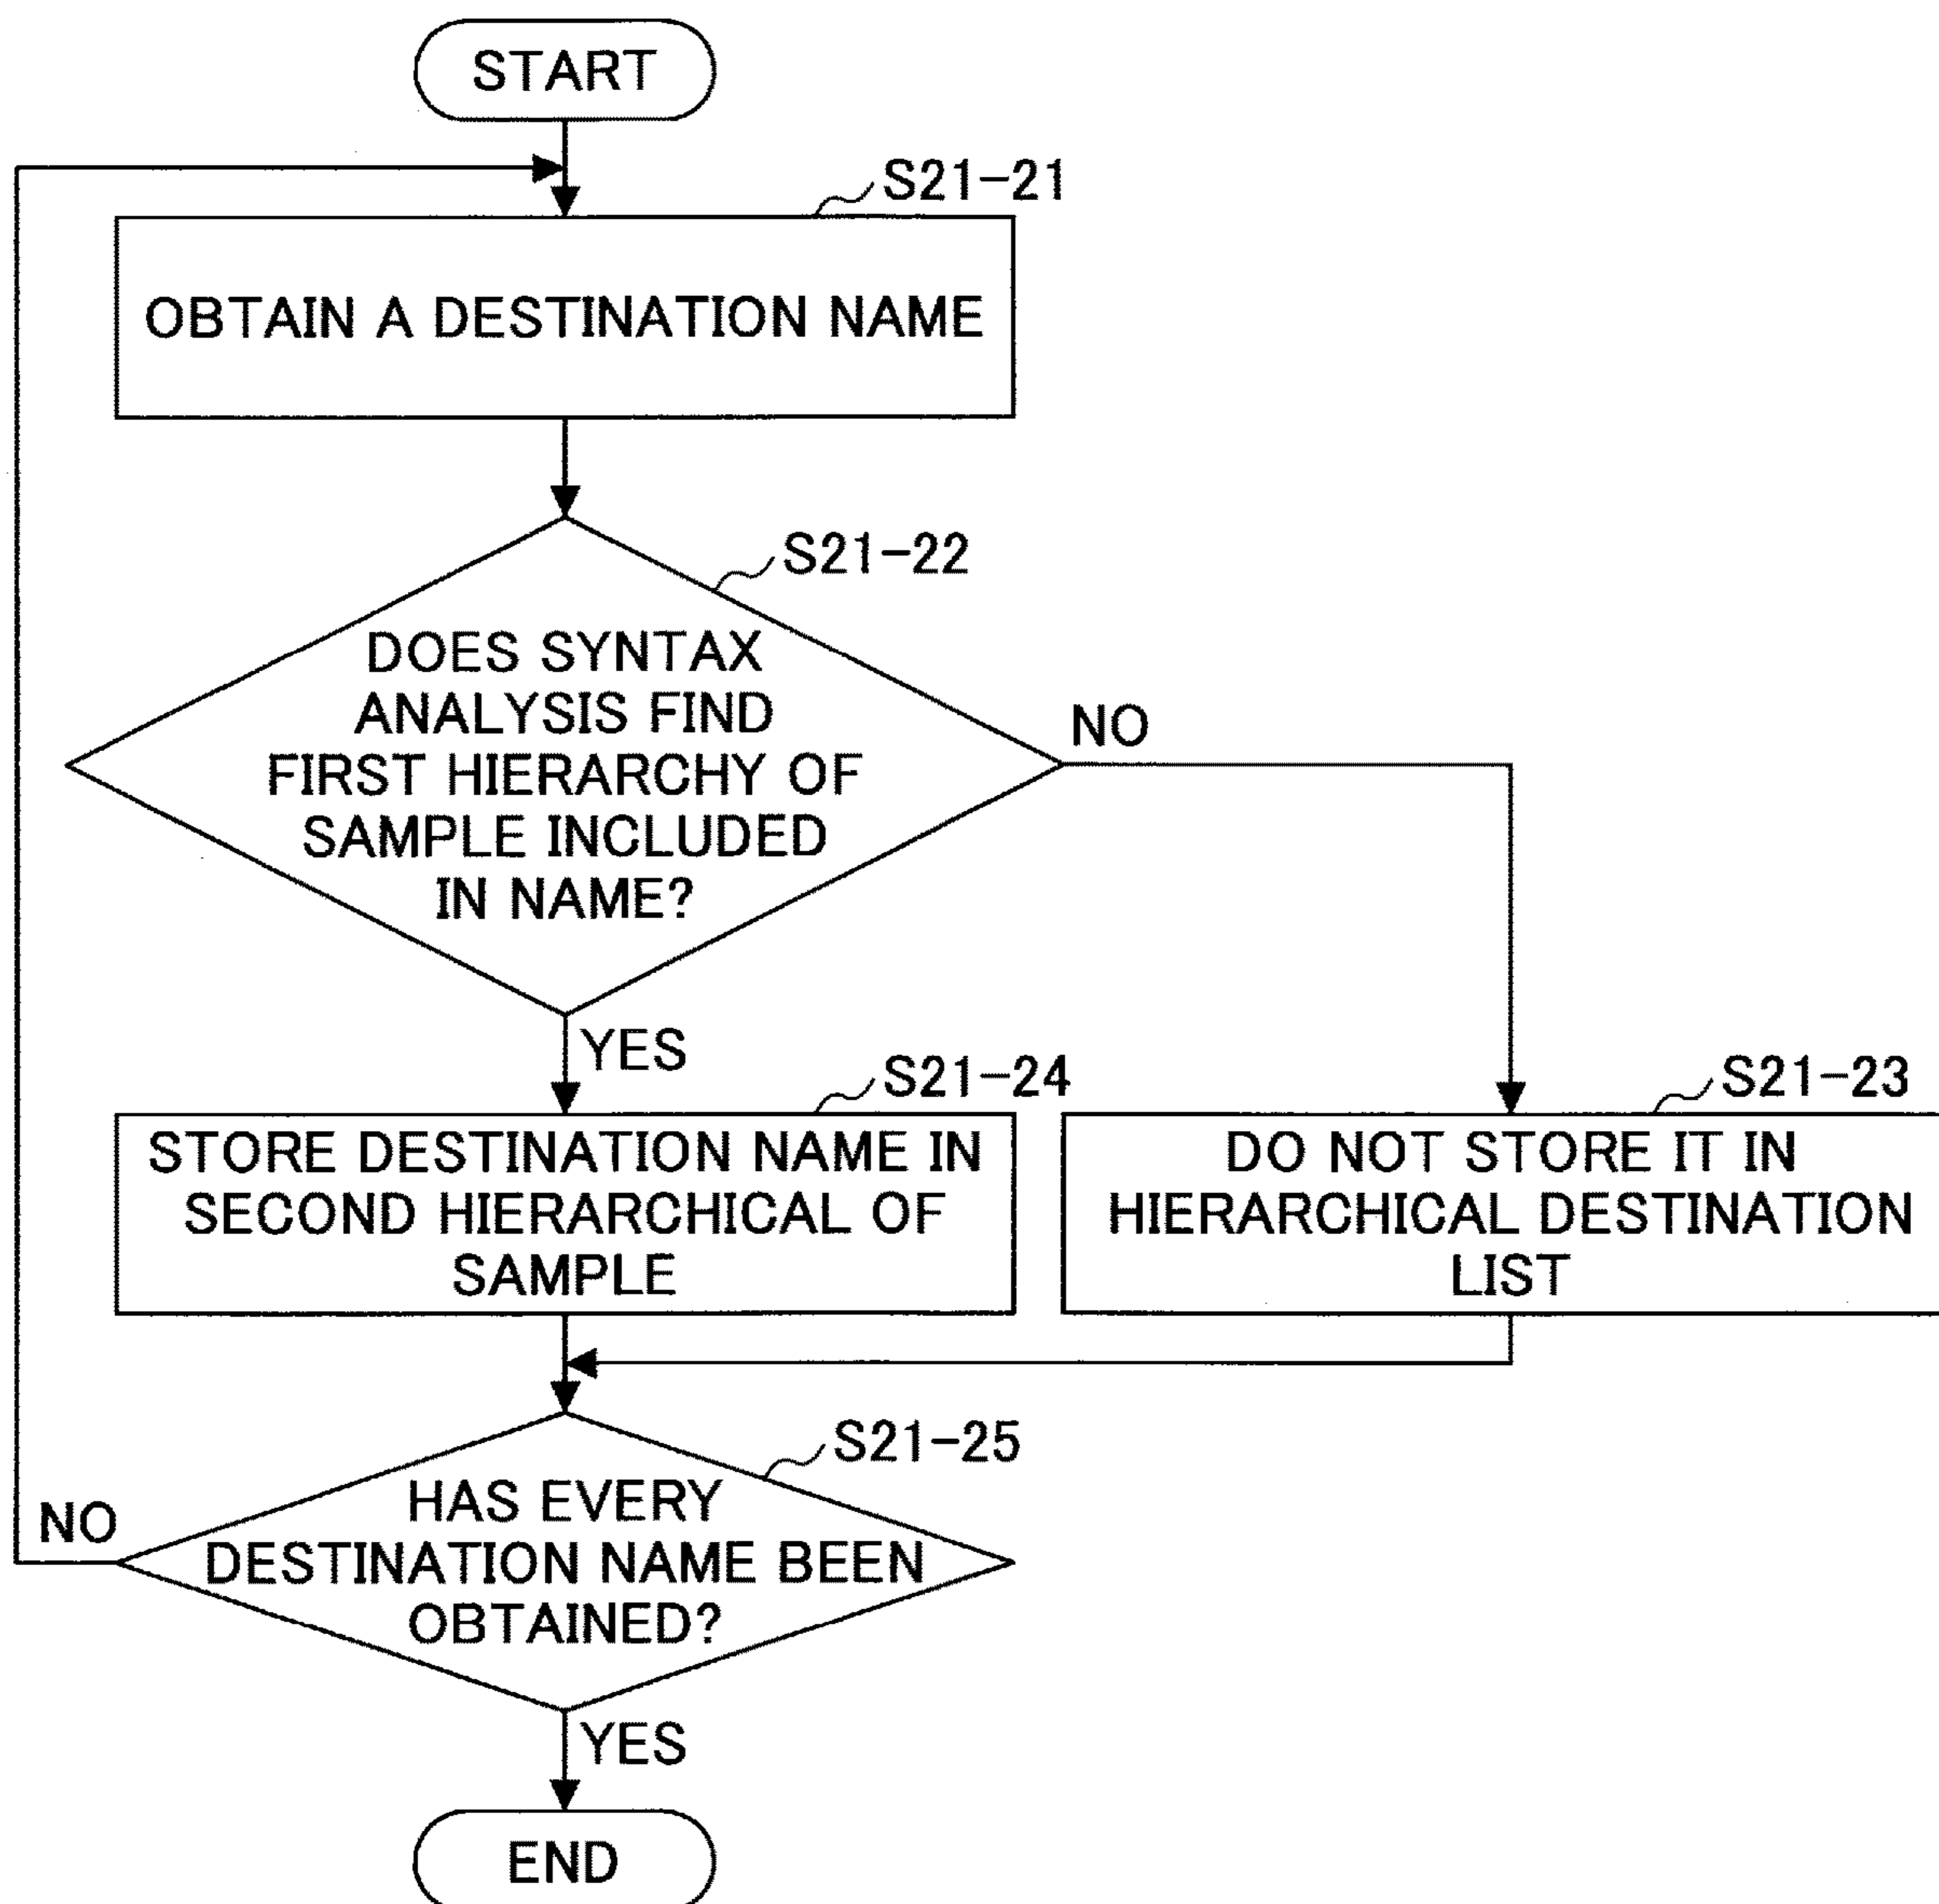 START
S21-21
OBTAIN A DESTINATION NAME
S21-22
DOES SYNTAX
ANALYSIS FIND
FIRST HIERARCHY OF
SAMPLE INCLUDED
IN NAME?
NO
YES
S21-24
STORE DESTINATION NAME IN
SECOND HIERARCHICAL OF
SAMPLE
S21-23
DO NOT STORE IT IN
HIERARCHICAL DESTINATION
LIST
S21-25
HAS EVERY
DESTINATION NAME BEEN
OBTAINED?
NO
YES
END